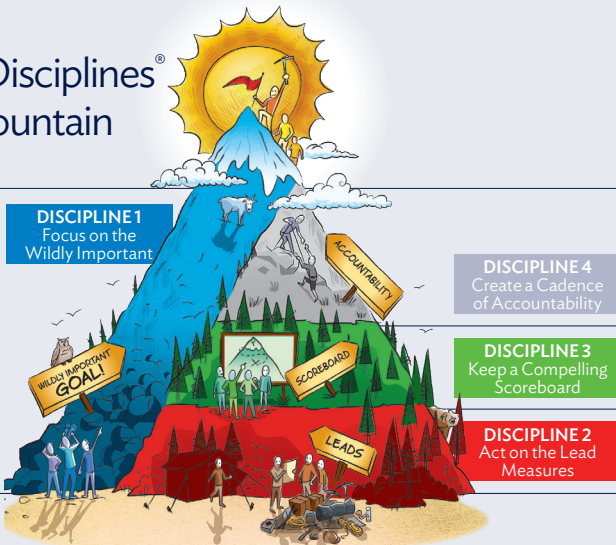 Disciplines®
ountain
DISCIPLINE 1
Focus on the
Wildly Important
ACCOUNTABILITY
DISCIPLINE 4
Create a Cadence
of Accountability
WILDLY IMPORTANT
GOAL!
SCOREBOARD
DISCIPLINE 3
Keep a Compelling
Scoreboard
LEADS
DISCIPLINE 2
Act on the Lead
Measures